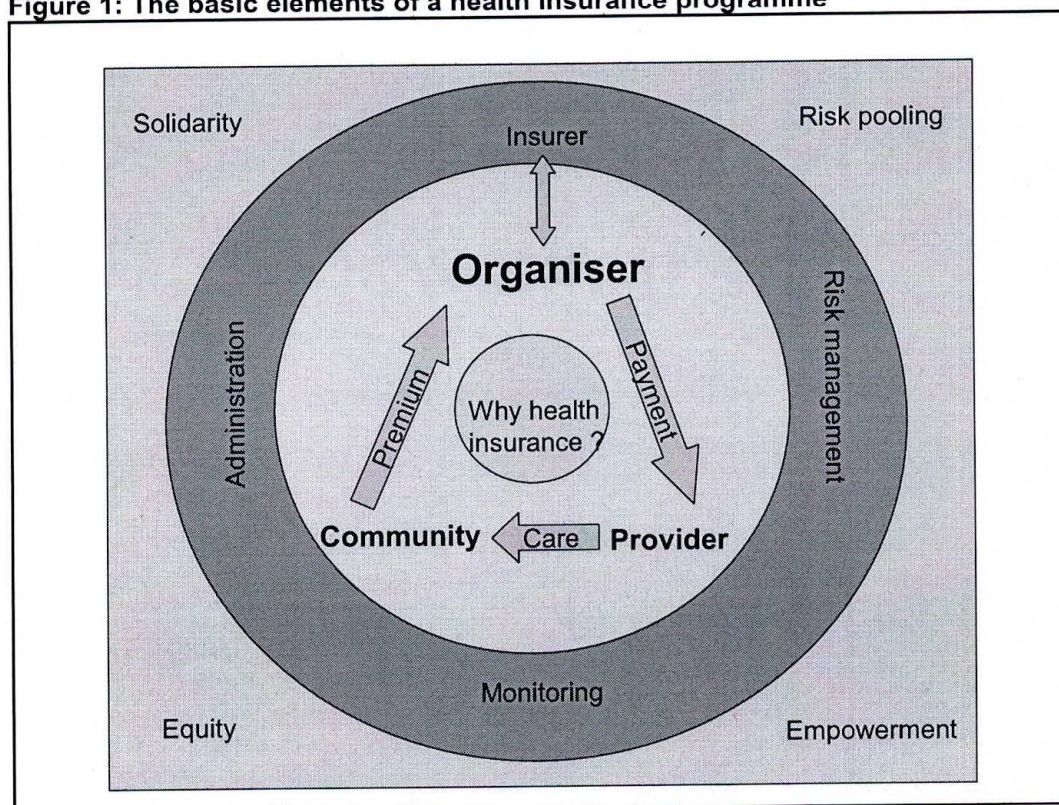 Figure 1: The basic elements of a health insurance programme
Solidarity
Risk pooling
Insurer
Organiser
Administration
Risk management
Premium
Payment
Why health
insurance ?
Community
Care
Provider
Monitoring
Equity
Empowerment